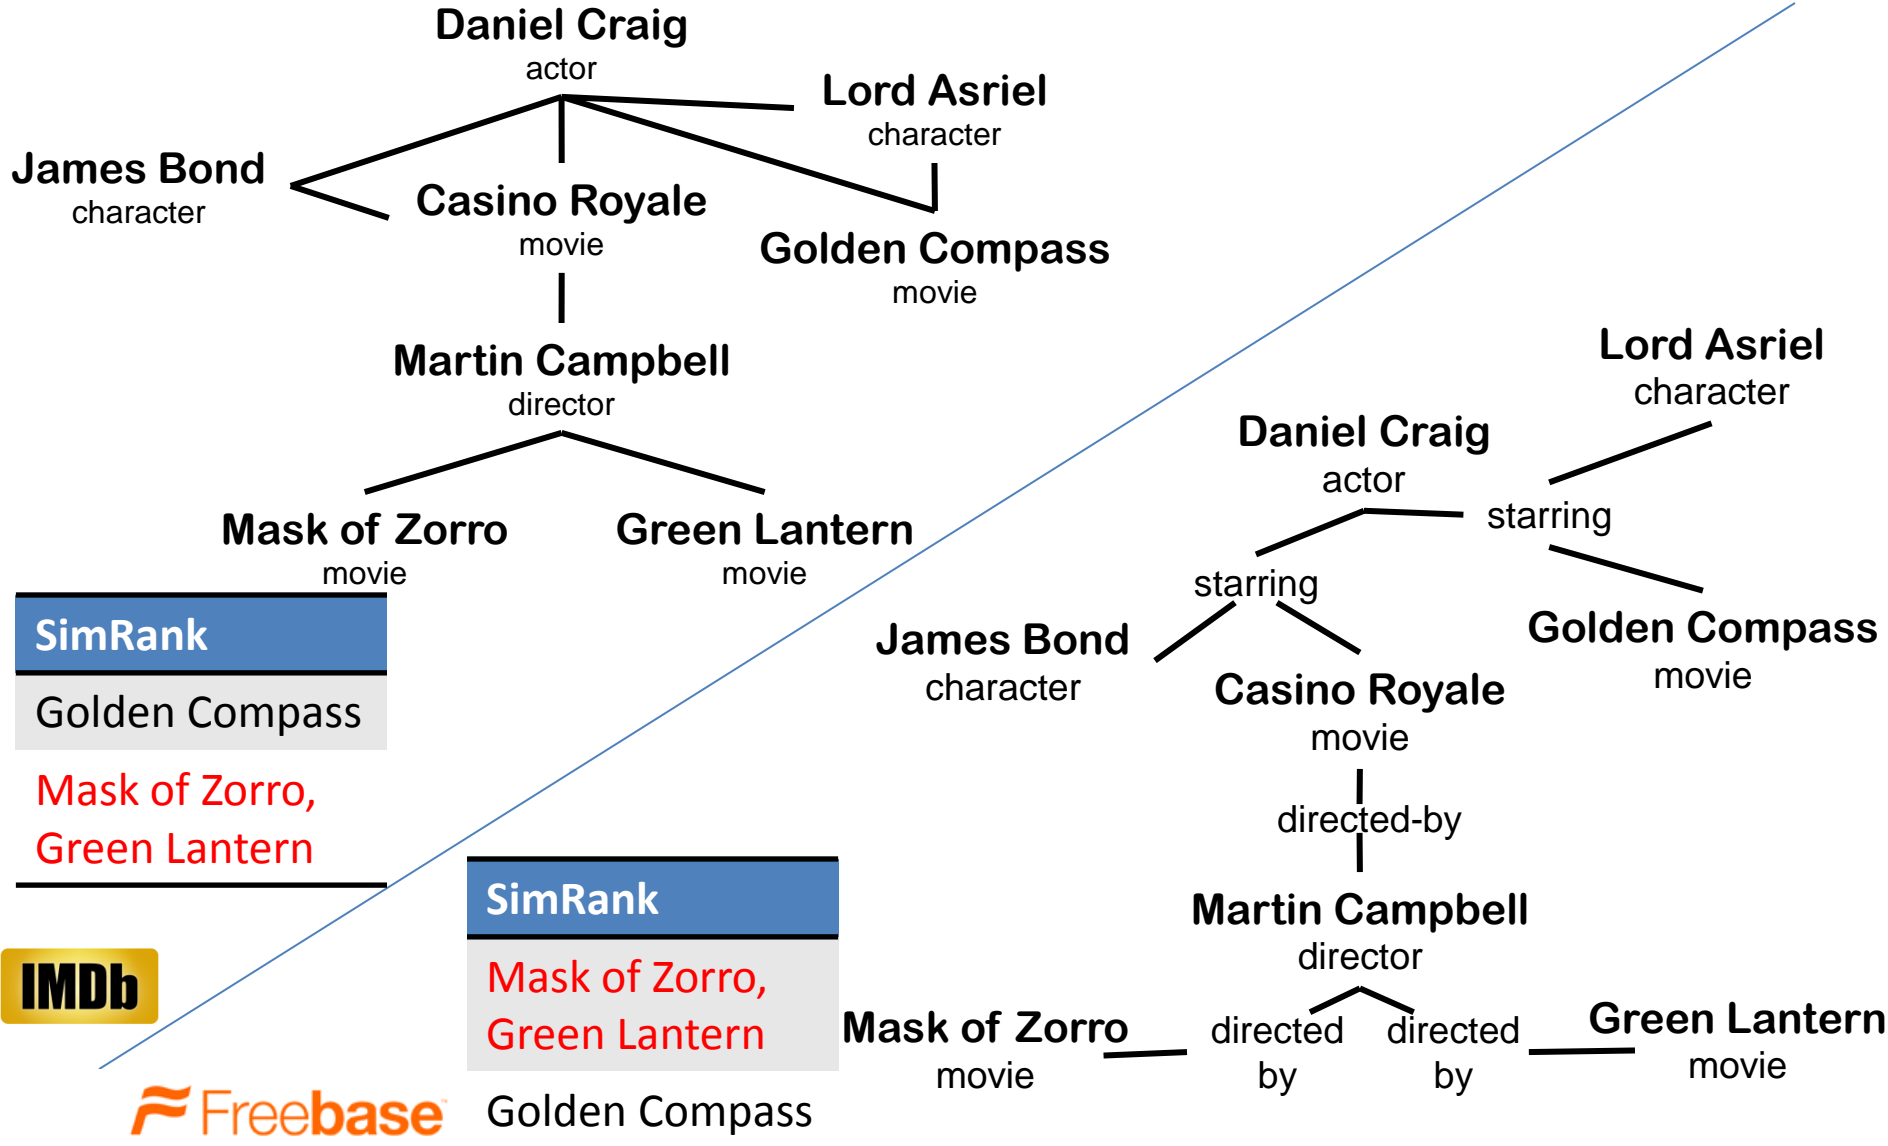 Daniel Craig
actor
Lord Asriel
character
James Bond
character
Casino Royale
movie
Golden Compass
movie
Martin Campbell
director
Mask of Zorro
movie
Green Lantern
movie
SimRank
Golden Compass
Mask of Zorro,
Green Lantern
IMDb
Lord Asriel
character
Daniel Craig
actor
starring
starring
James Bond
character
Golden Compass
movie
Casino Royale
movie
directed-by
Martin Campbell
director
Mask of Zorro
movie
directed
by
directed
by
Green Lantern
movie
SimRank
Mask of Zorro,
Green Lantern
Golden Compass
Freebase